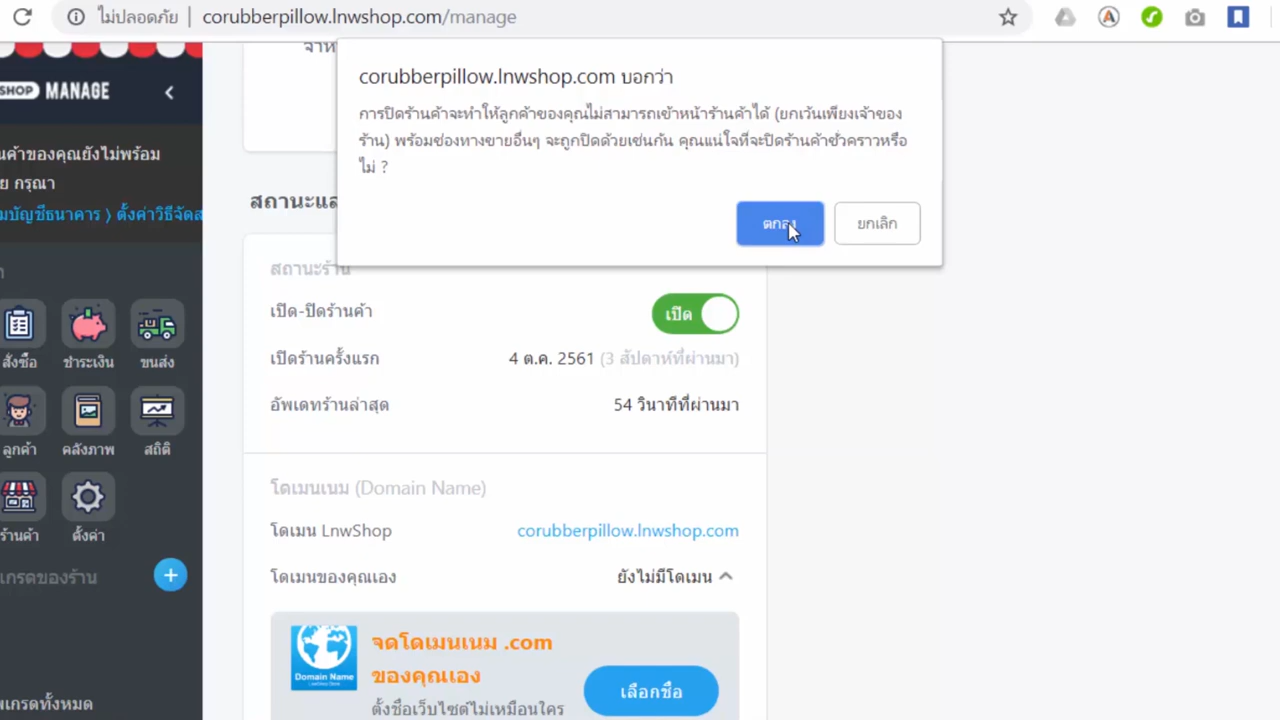 ไม่ปลอดภัย | corubberpillow.lnwshop.com/manage
SHOP MANAGE
corubberpillow.lnwshop.com บอกว่า
การปิดร้านค้าจะทำให้ลูกค้าของคุณไม่สามารถเข้าหน้าร้านค้าได้ (ยกเว้นเพียงเจ้าของ
ร้าน) พร้อมช่องทางขายอื่นๆ จะถูกปิดด้วยเช่นกัน คุณแน่ใจที่จะปิดร้านค้าชั่วคราวหรือ
ไม่ ?
ตกลง
ยกเลิก
นค้าของคุณยังไม่พร้อม
ย กรุณา
มบัญชีธนาคาร 〉 ตั้งค่าวิธีจัดส
สั่งซื้อ
ชำระเงิน
ขนส่ง
ลูกค้า
คลังภาพ
สถิติ
ร้านค้า
ตั้งค่า
เกรดของร้าน
พเกรดทั้งหมด
จำห
สถานะแล
สถานะร้าน
เปิด-ปิดร้านค้า
เปิด
เปิดร้านครั้งแรก
4 ต.ค. 2561 (3 สัปดาห์ที่ผ่านมา)
อัพเดทร้านล่าสุด
54 วินาทีที่ผ่านมา
โดเมนเนม (Domain Name)
โดเมน LnwShop
corubberpillow.lnwshop.com
โดเมนของคุณเอง
ยังไม่มีโดเมน
Domain Name
จดโดเมนเนม .com
ของคุณเอง
ตั้งชื่อเว็บไซต์ไม่เหมือนใคร
เลือกชื่อ